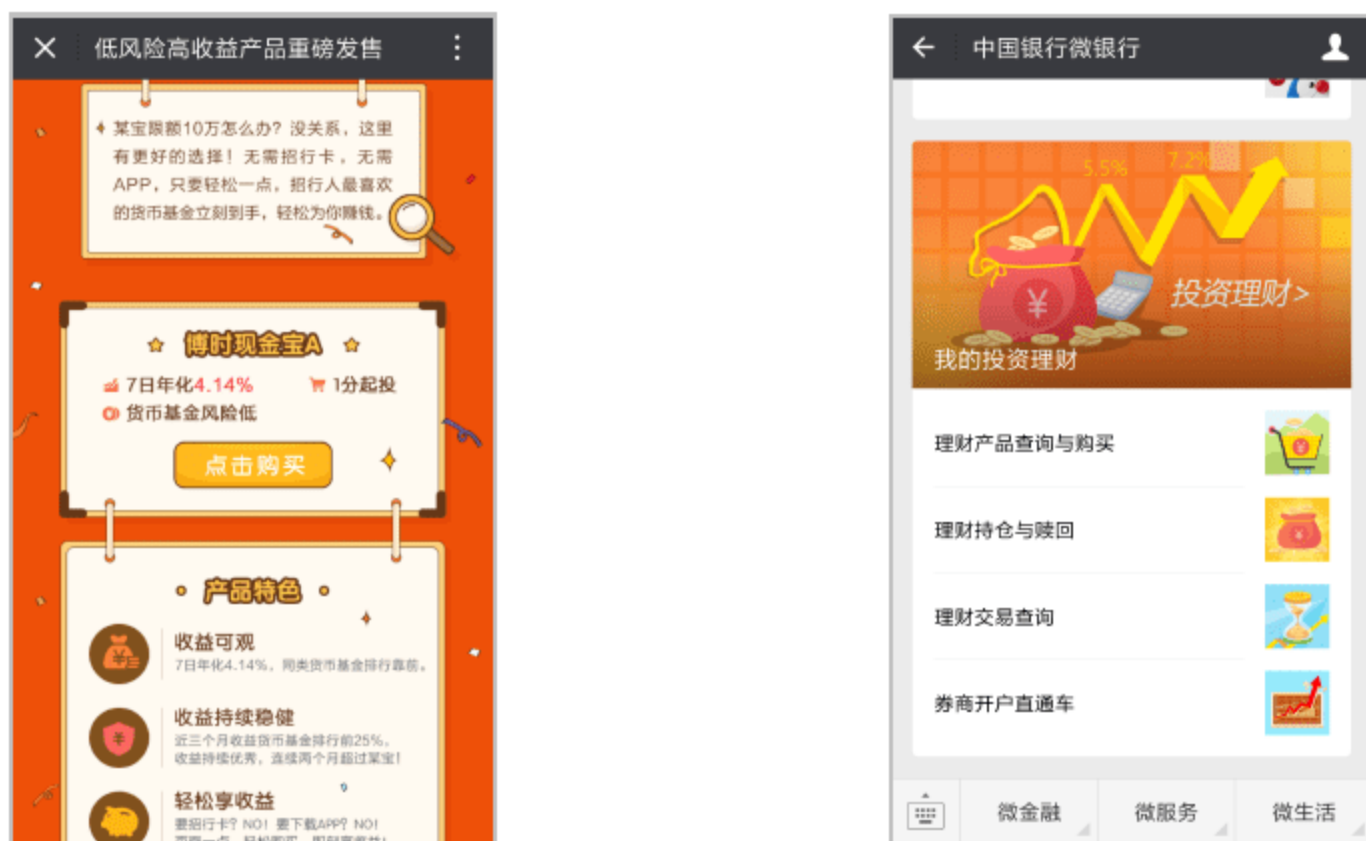 低风险高收益产品重磅发售
某宝限额10万怎么办？没关系，这里
有更好的选择！无需招行卡，无需
APP，只要轻松一点，招行人最喜欢
的货币基金立刻到手，轻松为你赚钱。
博时现金宝A
7日年化4.14%
1分起投
货币基金风险低
点击购买
产品特色
收益可观
7日年化4.14%，同类货币基金排行靠前。
收益持续稳健
近三个月收益货币基金排行前25%，
收益持续优秀，连续两个月超过某宝！
轻松享收益
要招行卡？NO！要下载APP？NO！
中国银行微银行
5.5%
7.2%
投资理财>
我的投资理财
理财产品查询与购买
理财持仓与赎回
理财交易查询
券商开户直通车
微金融
微服务
微生活